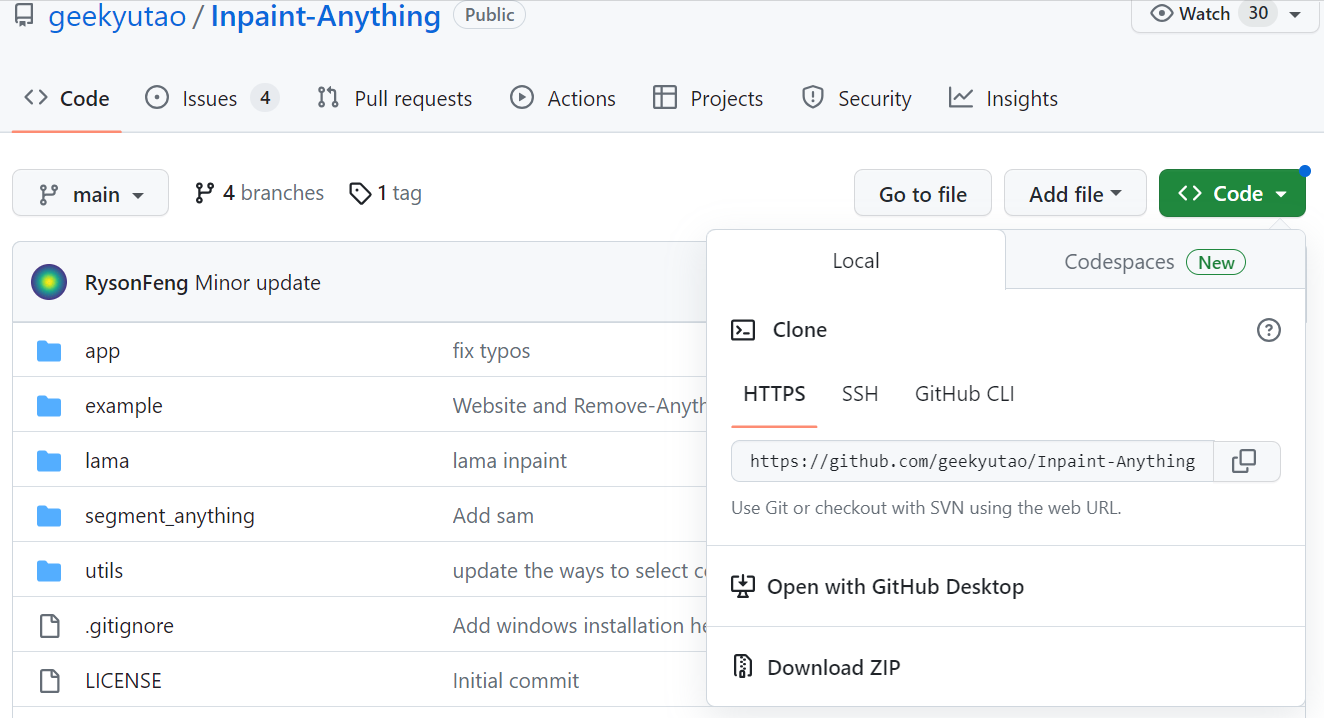 geekyutao / Inpaint-Anything Public
Watch 30
Code Issues 4 Pull requests Actions Projects Security Insights
main 4 branches 1 tag Go to file Add file Code
Local Codespaces New
RysonFeng Minor update
Clone
app fix typos
HTTPS SSH GitHub CLI
example Website and Remove-Anyth
lama lama inpaint
https://github.com/geekyutao/Inpaint-Anything
segment_anything Add sam
Use Git or checkout with SVN using the web URL.
utils update the ways to select
Open with GitHub Desktop
.gitignore Add windows installation
LICENSE Initial commit
Download ZIP